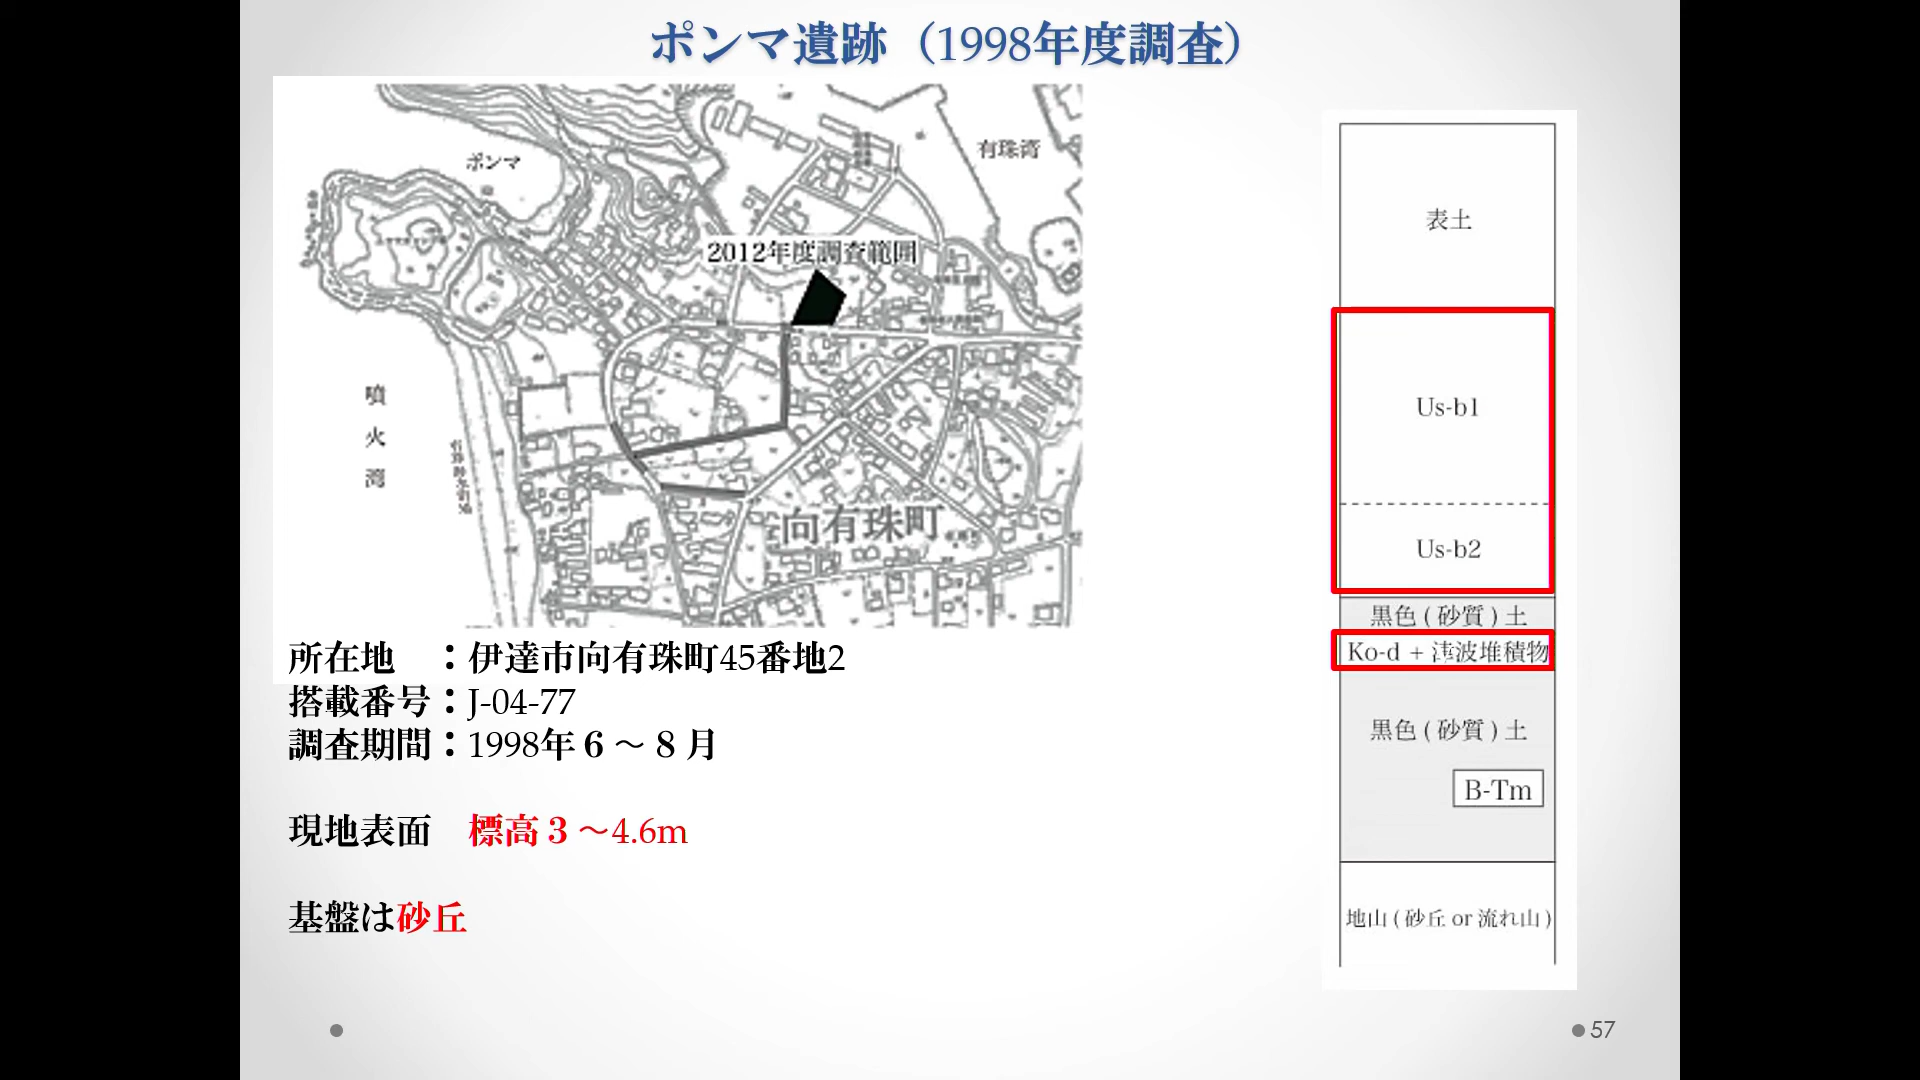 ポンマ遺跡（1998年度調査）
ポンマ
有珠湾
2012年度調査範囲
噴火湾
向有珠町
所在地　：伊達市向有珠町45番地2
搭載番号：J-04-77
調査期間：1998年６～８月
現地表面　標高３～4.6m
基盤は砂丘
表土
Us-b1
Us-b2
黒色(砂質)土
Ko-d + 津波堆積物
黒色(砂質)土
B-Tm
地山(砂丘 or 流れ山)
57